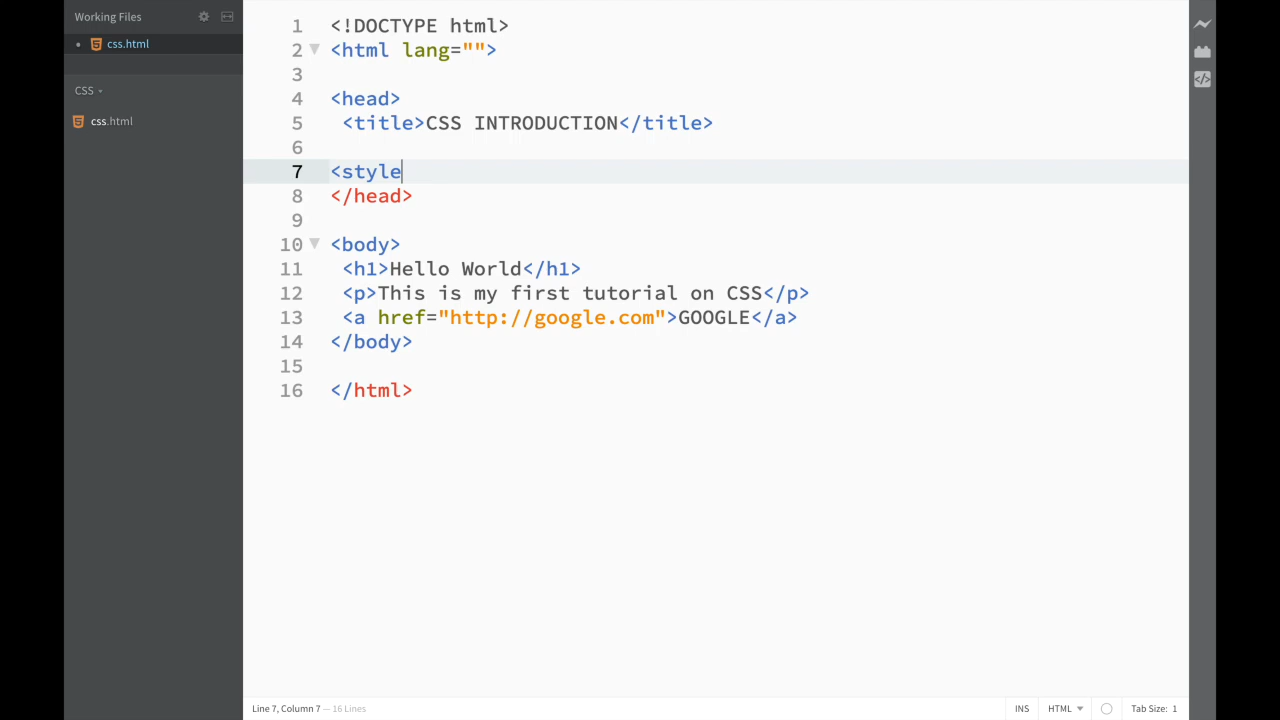 Working Files
css.html
CSS
css.html
1 <!DOCTYPE html>
2 <html lang="">
3
4 <head>
5 <title>CSS INTRODUCTION</title>
6
7 <style
8 </head>
9
10 <body>
11 <h1>Hello World</h1>
12 <p>This is my first tutorial on CSS</p>
13 <a href="http://google.com">GOOGLE</a>
14 </body>
15
16 </html>
Line 7, Column 7 — 16 Lines INS HTML Tab Size: 1